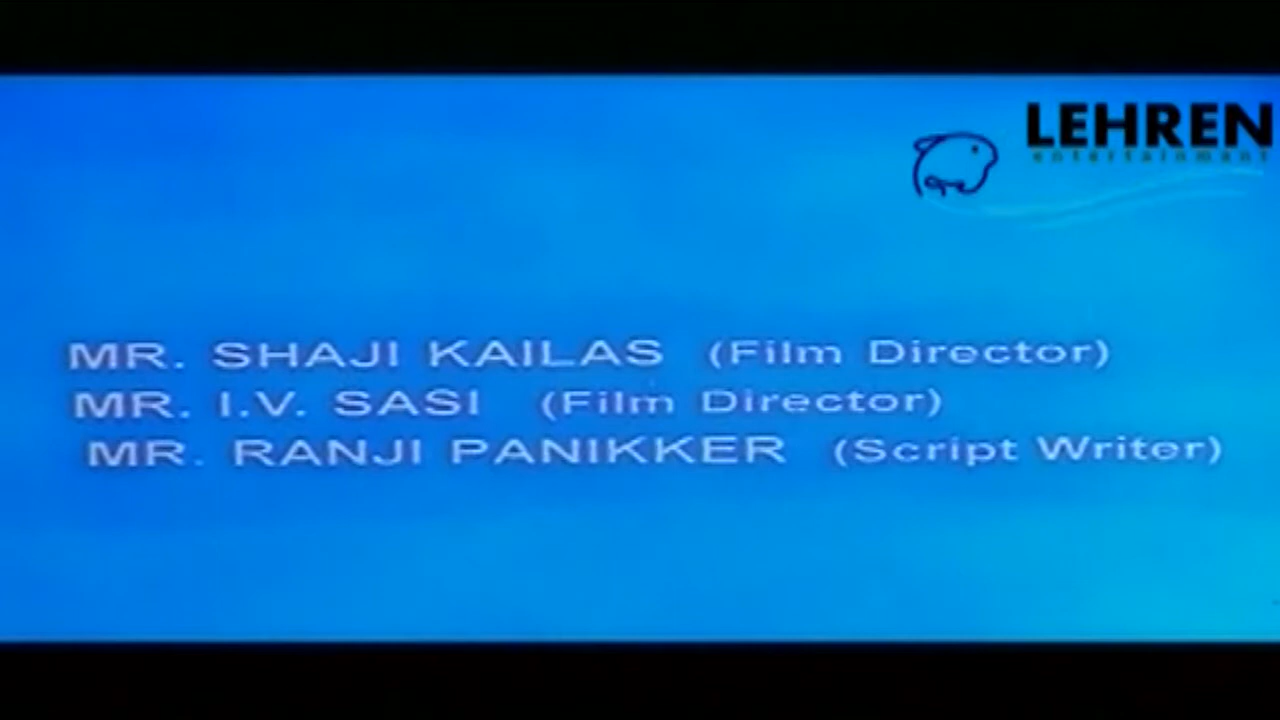 LEHREN
entertainment
MR. SHAJI KAILAS (Film Director)
MR. I.V. SASI (Film Director)
MR. RANJI PANIKKER (Script Writer)